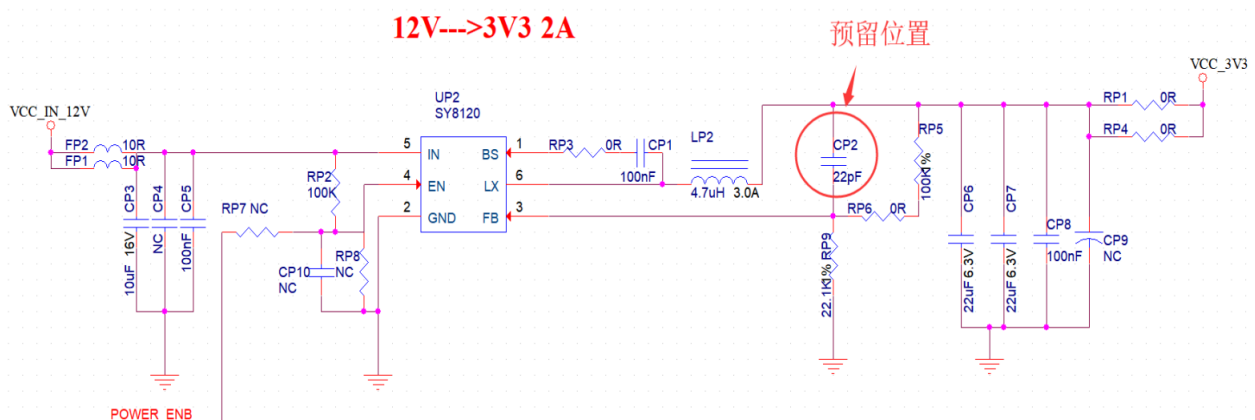 12V--->3V3 2A
预留位置
VCC_3V3
VCC_IN_12V
UP2
SY8120
FP2 10R
FP1 10R
5 IN BS 1
4 EN LX 6
2 GND FB 3
RP3 0R CP1
100nF
LP2
4.7uH 3.0A
CP2
22pF
RP5
100K1%
RP1 0R
RP4 0R
RP2
100K
CP3
10uF 16V
CP4
NC
CP5
100nF
RP7 NC
RP8
NC
CP10
NC
RP6 0R
RP9
22.1K1%
CP6
22uF 6.3V
CP7
22uF 6.3V
CP8
100nF
CP9
NC
POWER_ENB